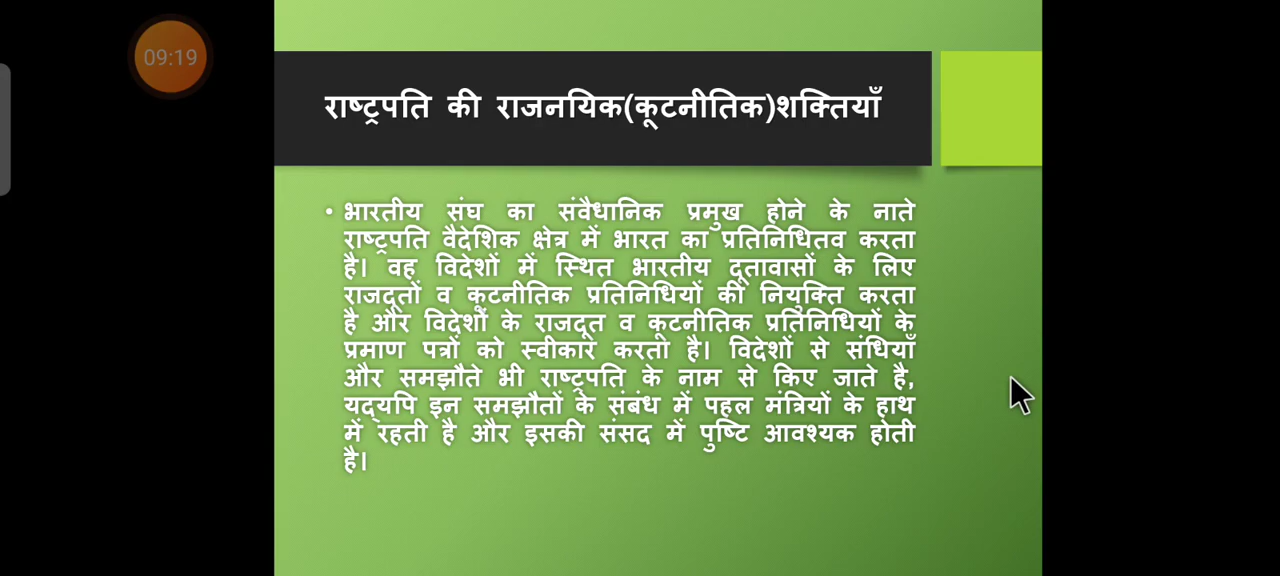 09:19
राष्ट्रपति की राजनयिक(कूटनीतिक)शक्तियाँ
• भारतीय संघ का संवैधानिक प्रमुख होने के नाते
राष्ट्रपति वैदेशिक क्षेत्र में भारत का प्रतिनिधितव करता
है। वह विदेशों में स्थित भारतीय दूतावासों के लिए
राजदूतों व कूटनीतिक प्रतिनिधियों की नियुक्ति करता
है और विदेशों के राजदूत व कूटनीतिक प्रतिनिधियों के
प्रमाण पत्रों को स्वीकार करता है। विदेशों से संधियाँ
और समझौते भी राष्ट्रपति के नाम से किए जाते है,
यद्यपि इन समझौतों के संबंध में पहल मंत्रियों के हाथ
में रहती है और इसकी संसद में पुष्टि आवश्यक होती
है।